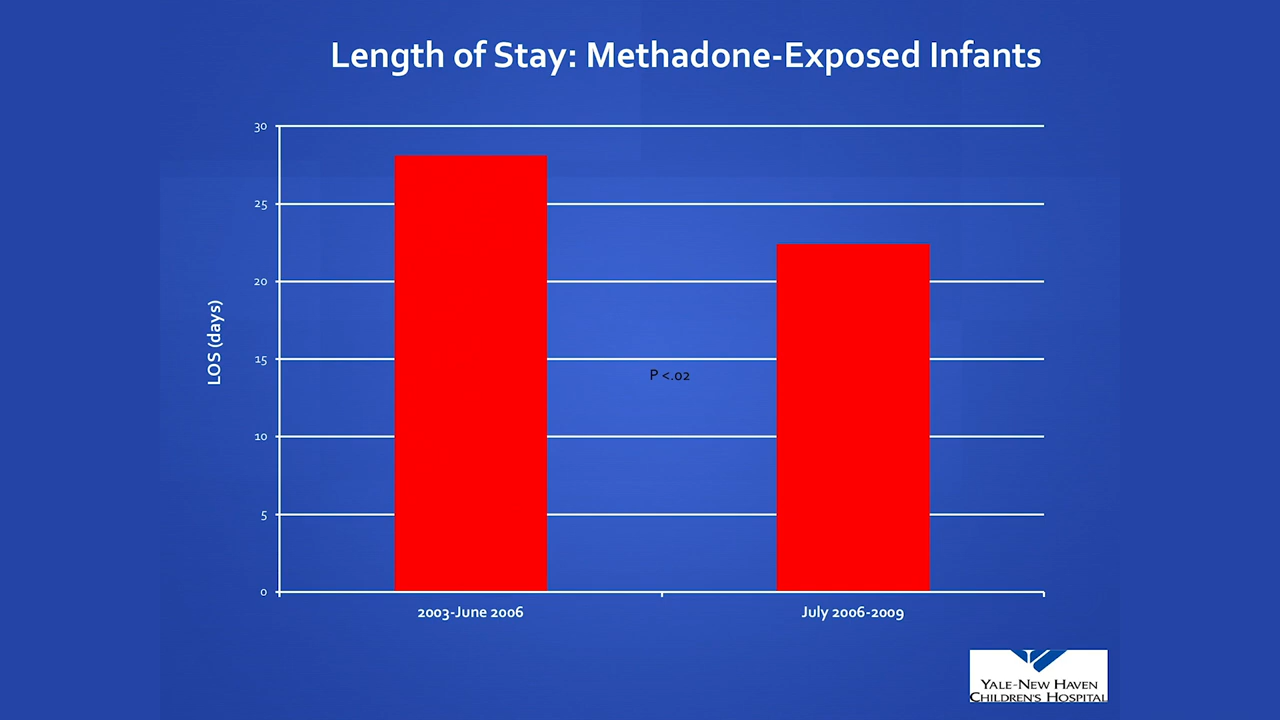 Length of Stay: Methadone-Exposed Infants
30
25
20
15
10
5
0
LOS (days)
P <.02
2003-June 2006
July 2006-2009
YALE-NEW HAVEN
CHILDREN'S HOSPITAL